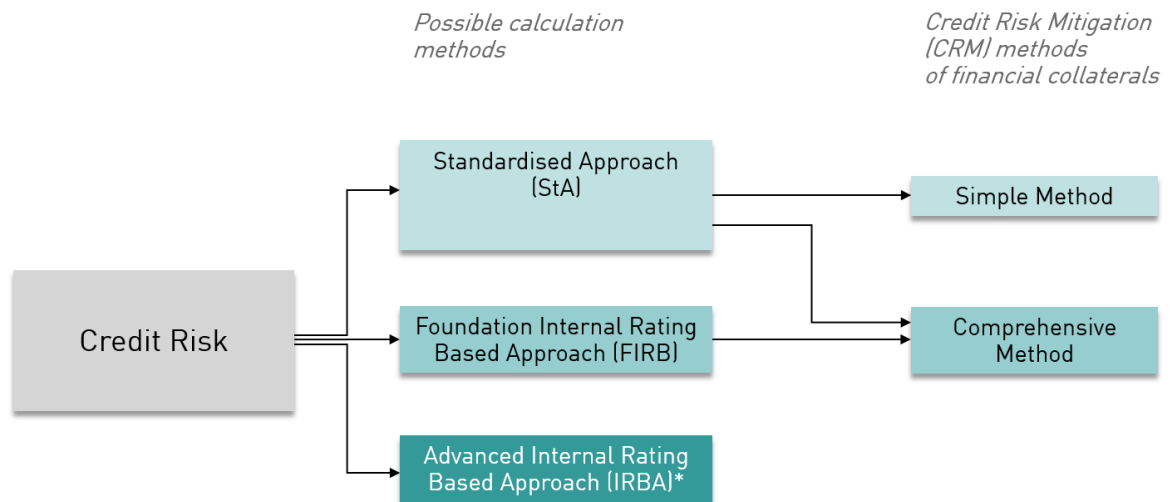 Possible calculation
methods
Credit Risk Mitigation
(CRM) methods
of financial collaterals
Standardised Approach
(StA)
Simple Method
Credit Risk
Foundation Internal Rating
Based Approach (FIRB)
Comprehensive
Method
Advanced Internal Rating
Based Approach (IRBA)*